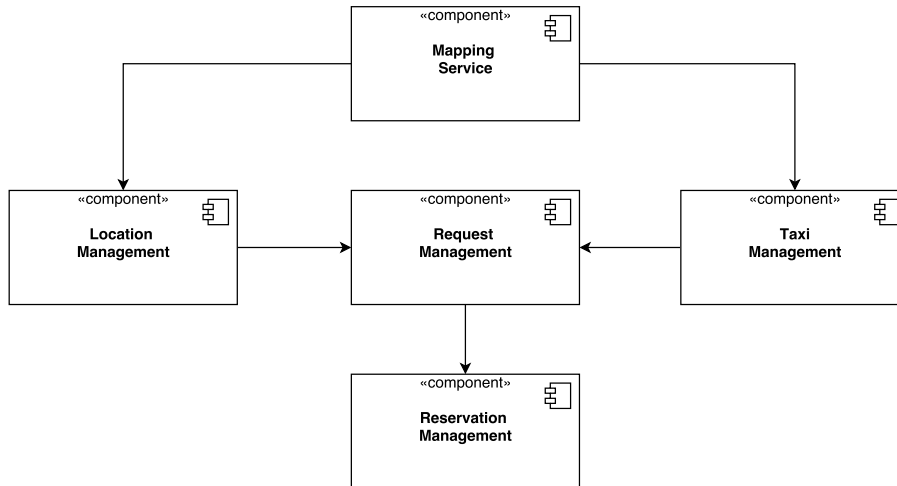 «component»
Mapping
Service
«component»
Location
Management
«component»
Request
Management
«component»
Taxi
Management
«component»
Reservation
Management